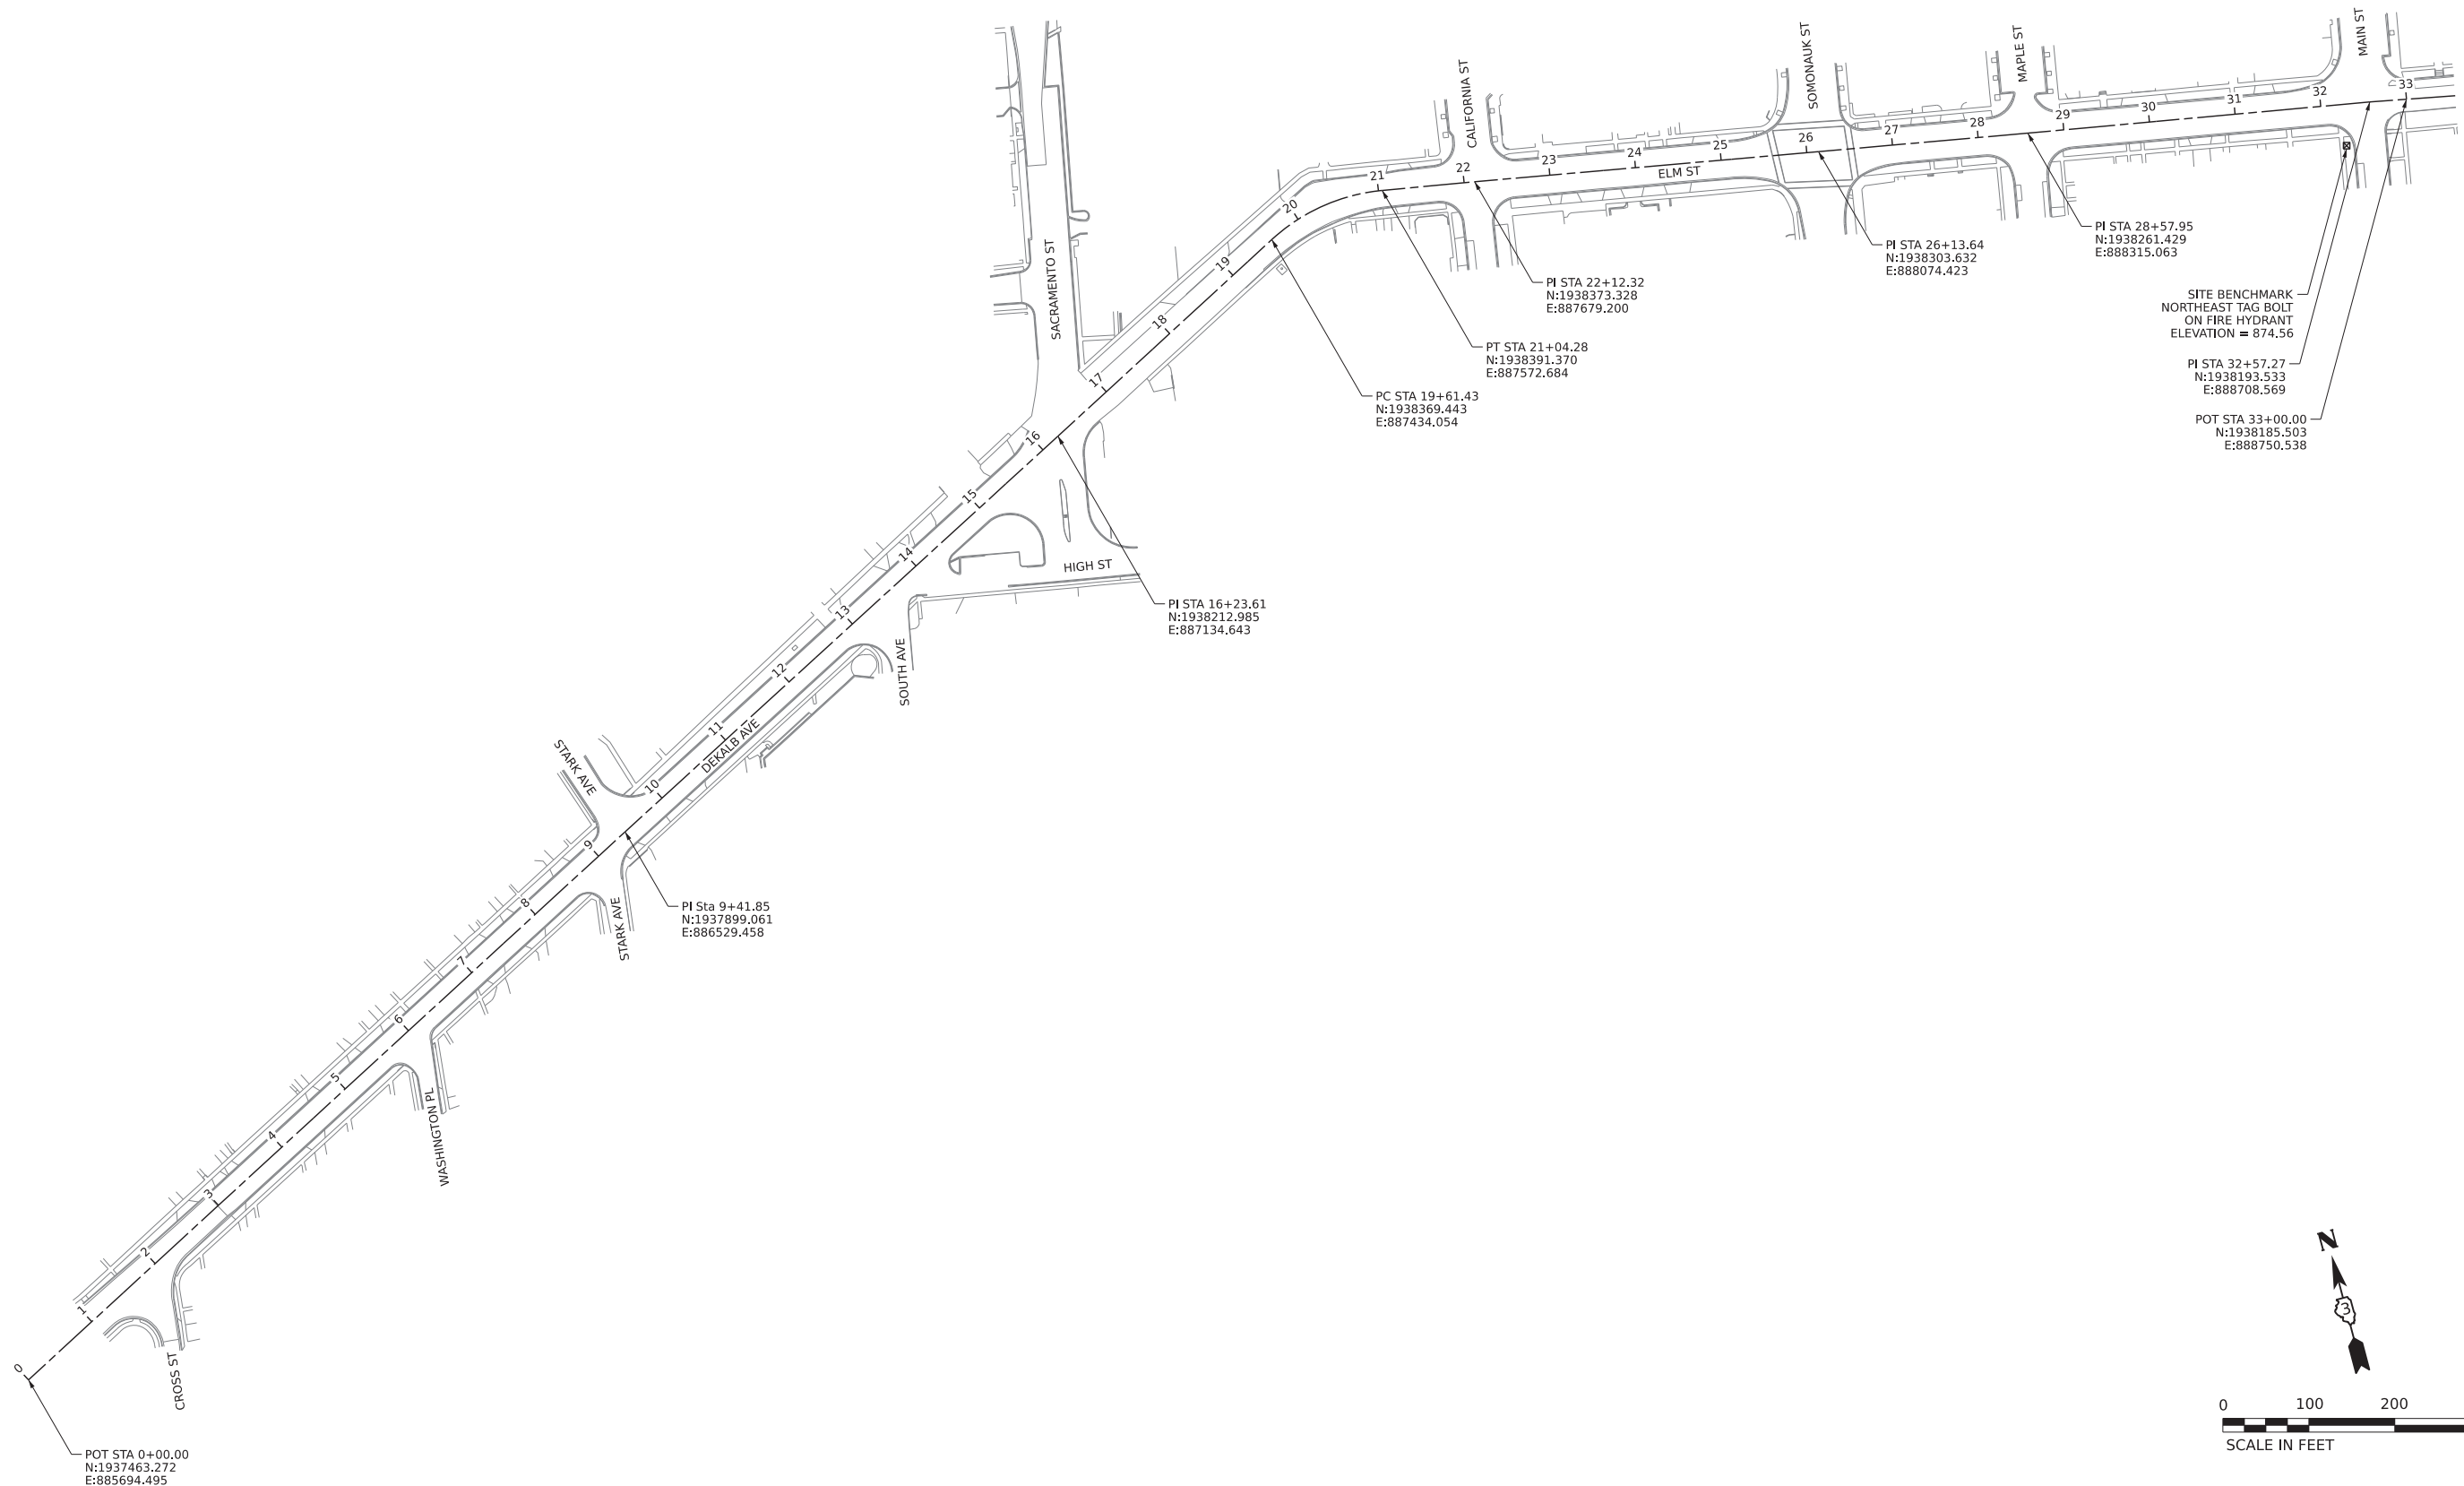 MAIN ST
SOMONAUK ST
MAPLE ST
CALIFORNIA ST
33
32
31
30
29
28
27
26
25
24
23
22
21
20
19
18
17
16
15
14
13
12
11
10
9
8
7
6
5
4
3
2
1
0
ELM ST
SACRAMENTO ST
HIGH ST
SOUTH AVE
DEKALB AVE
STARK AVE
STARK AVE
WASHINGTON PL
CROSS ST
PI STA 28+57.95
N:1938261.429
E:888315.063
PI STA 26+13.64
N:1938303.632
E:888074.423
PI STA 22+12.32
N:1938373.328
E:887679.200
SITE BENCHMARK
NORTHEAST TAG BOLT
ON FIRE HYDRANT
ELEVATION = 874.56
PT STA 21+04.28
N:1938391.370
E:887572.684
PI STA 32+57.27
N:1938193.533
E:888708.569
PC STA 19+61.43
N:1938369.443
E:887434.054
POT STA 33+00.00
N:1938185.503
E:888750.538
PI STA 16+23.61
N:1938212.985
E:887134.643
PI Sta 9+41.85
N:1937899.061
E:886529.458
POT STA 0+00.00
N:1937463.272
E:885694.495
N
3
0 100 200
SCALE IN FEET